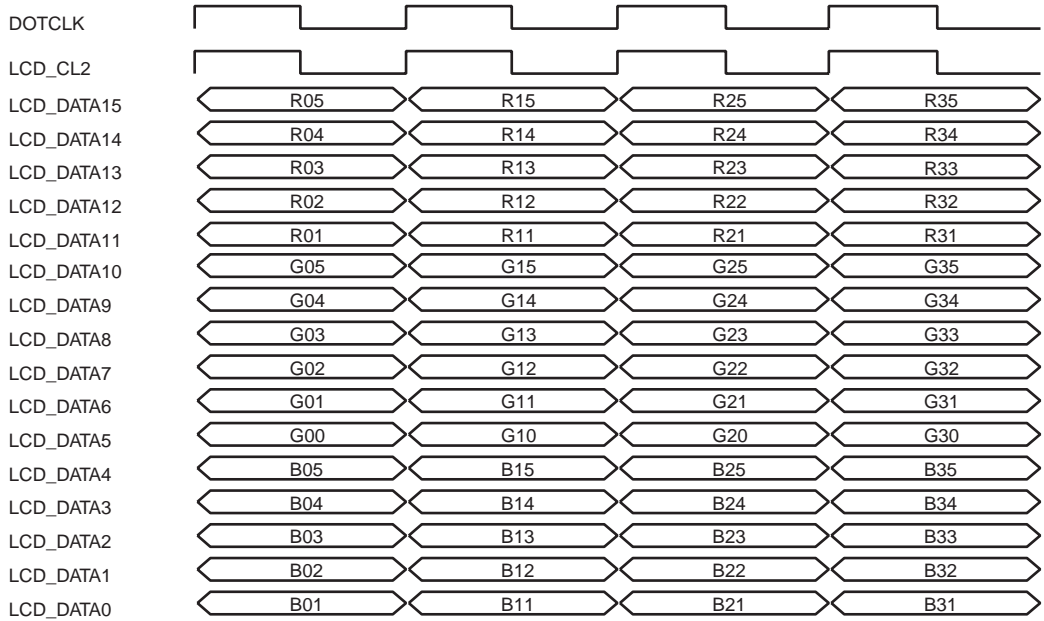 DOTCLK
LCD_CL2
LCD_DATA15 R05 R15 R25 R35
LCD_DATA14 R04 R14 R24 R34
LCD_DATA13 R03 R13 R23 R33
LCD_DATA12 R02 R12 R22 R32
LCD_DATA11 R01 R11 R21 R31
LCD_DATA10 G05 G15 G25 G35
LCD_DATA9 G04 G14 G24 G34
LCD_DATA8 G03 G13 G23 G33
LCD_DATA7 G02 G12 G22 G32
LCD_DATA6 G01 G11 G21 G31
LCD_DATA5 G00 G10 G20 G30
LCD_DATA4 B05 B15 B25 B35
LCD_DATA3 B04 B14 B24 B34
LCD_DATA2 B03 B13 B23 B33
LCD_DATA1 B02 B12 B22 B32
LCD_DATA0 B01 B11 B21 B31